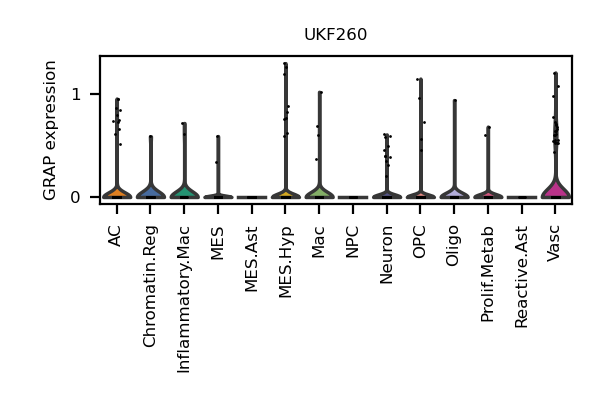 UKF260
GRAP expression
1
0
AC
Chromatin.Reg
Inflammatory.Mac
MES
MES.Ast
MES.Hyp
Mac
NPC
Neuron
OPC
Oligo
Prolif.Metab
Reactive.Ast
Vasc